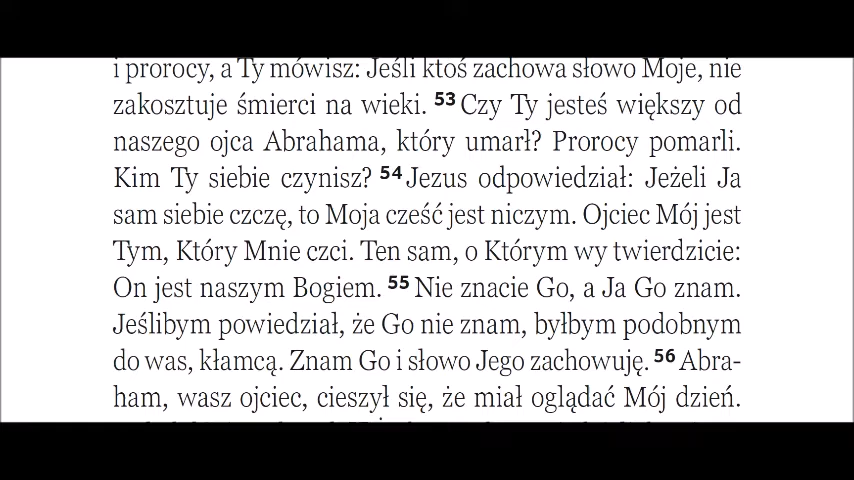 i prorocy, a Ty mówisz: Jeśli ktoś zachowa słowo Moje, nie
zakosztuje śmierci na wieki. 53 Czy Ty jesteś większy od
naszego ojca Abrahama, który umarł? Prorocy pomarli.
Kim Ty siebie czynisz? 54 Jezus odpowiedział: Jeżeli Ja
sam siebie czczę, to Moja cześć jest niczym. Ojciec Mój jest
Tym, Który Mnie czci. Ten sam, o Którym wy twierdzicie:
On jest naszym Bogiem. 55 Nie znacie Go, a Ja Go znam.
Jeślibym powiedział, że Go nie znam, byłbym podobnym
do was, kłamcą. Znam Go i słowo Jego zachowuję. 56 Abra-
ham, wasz ojciec, cieszył się, że miał oglądać Mój dzień.